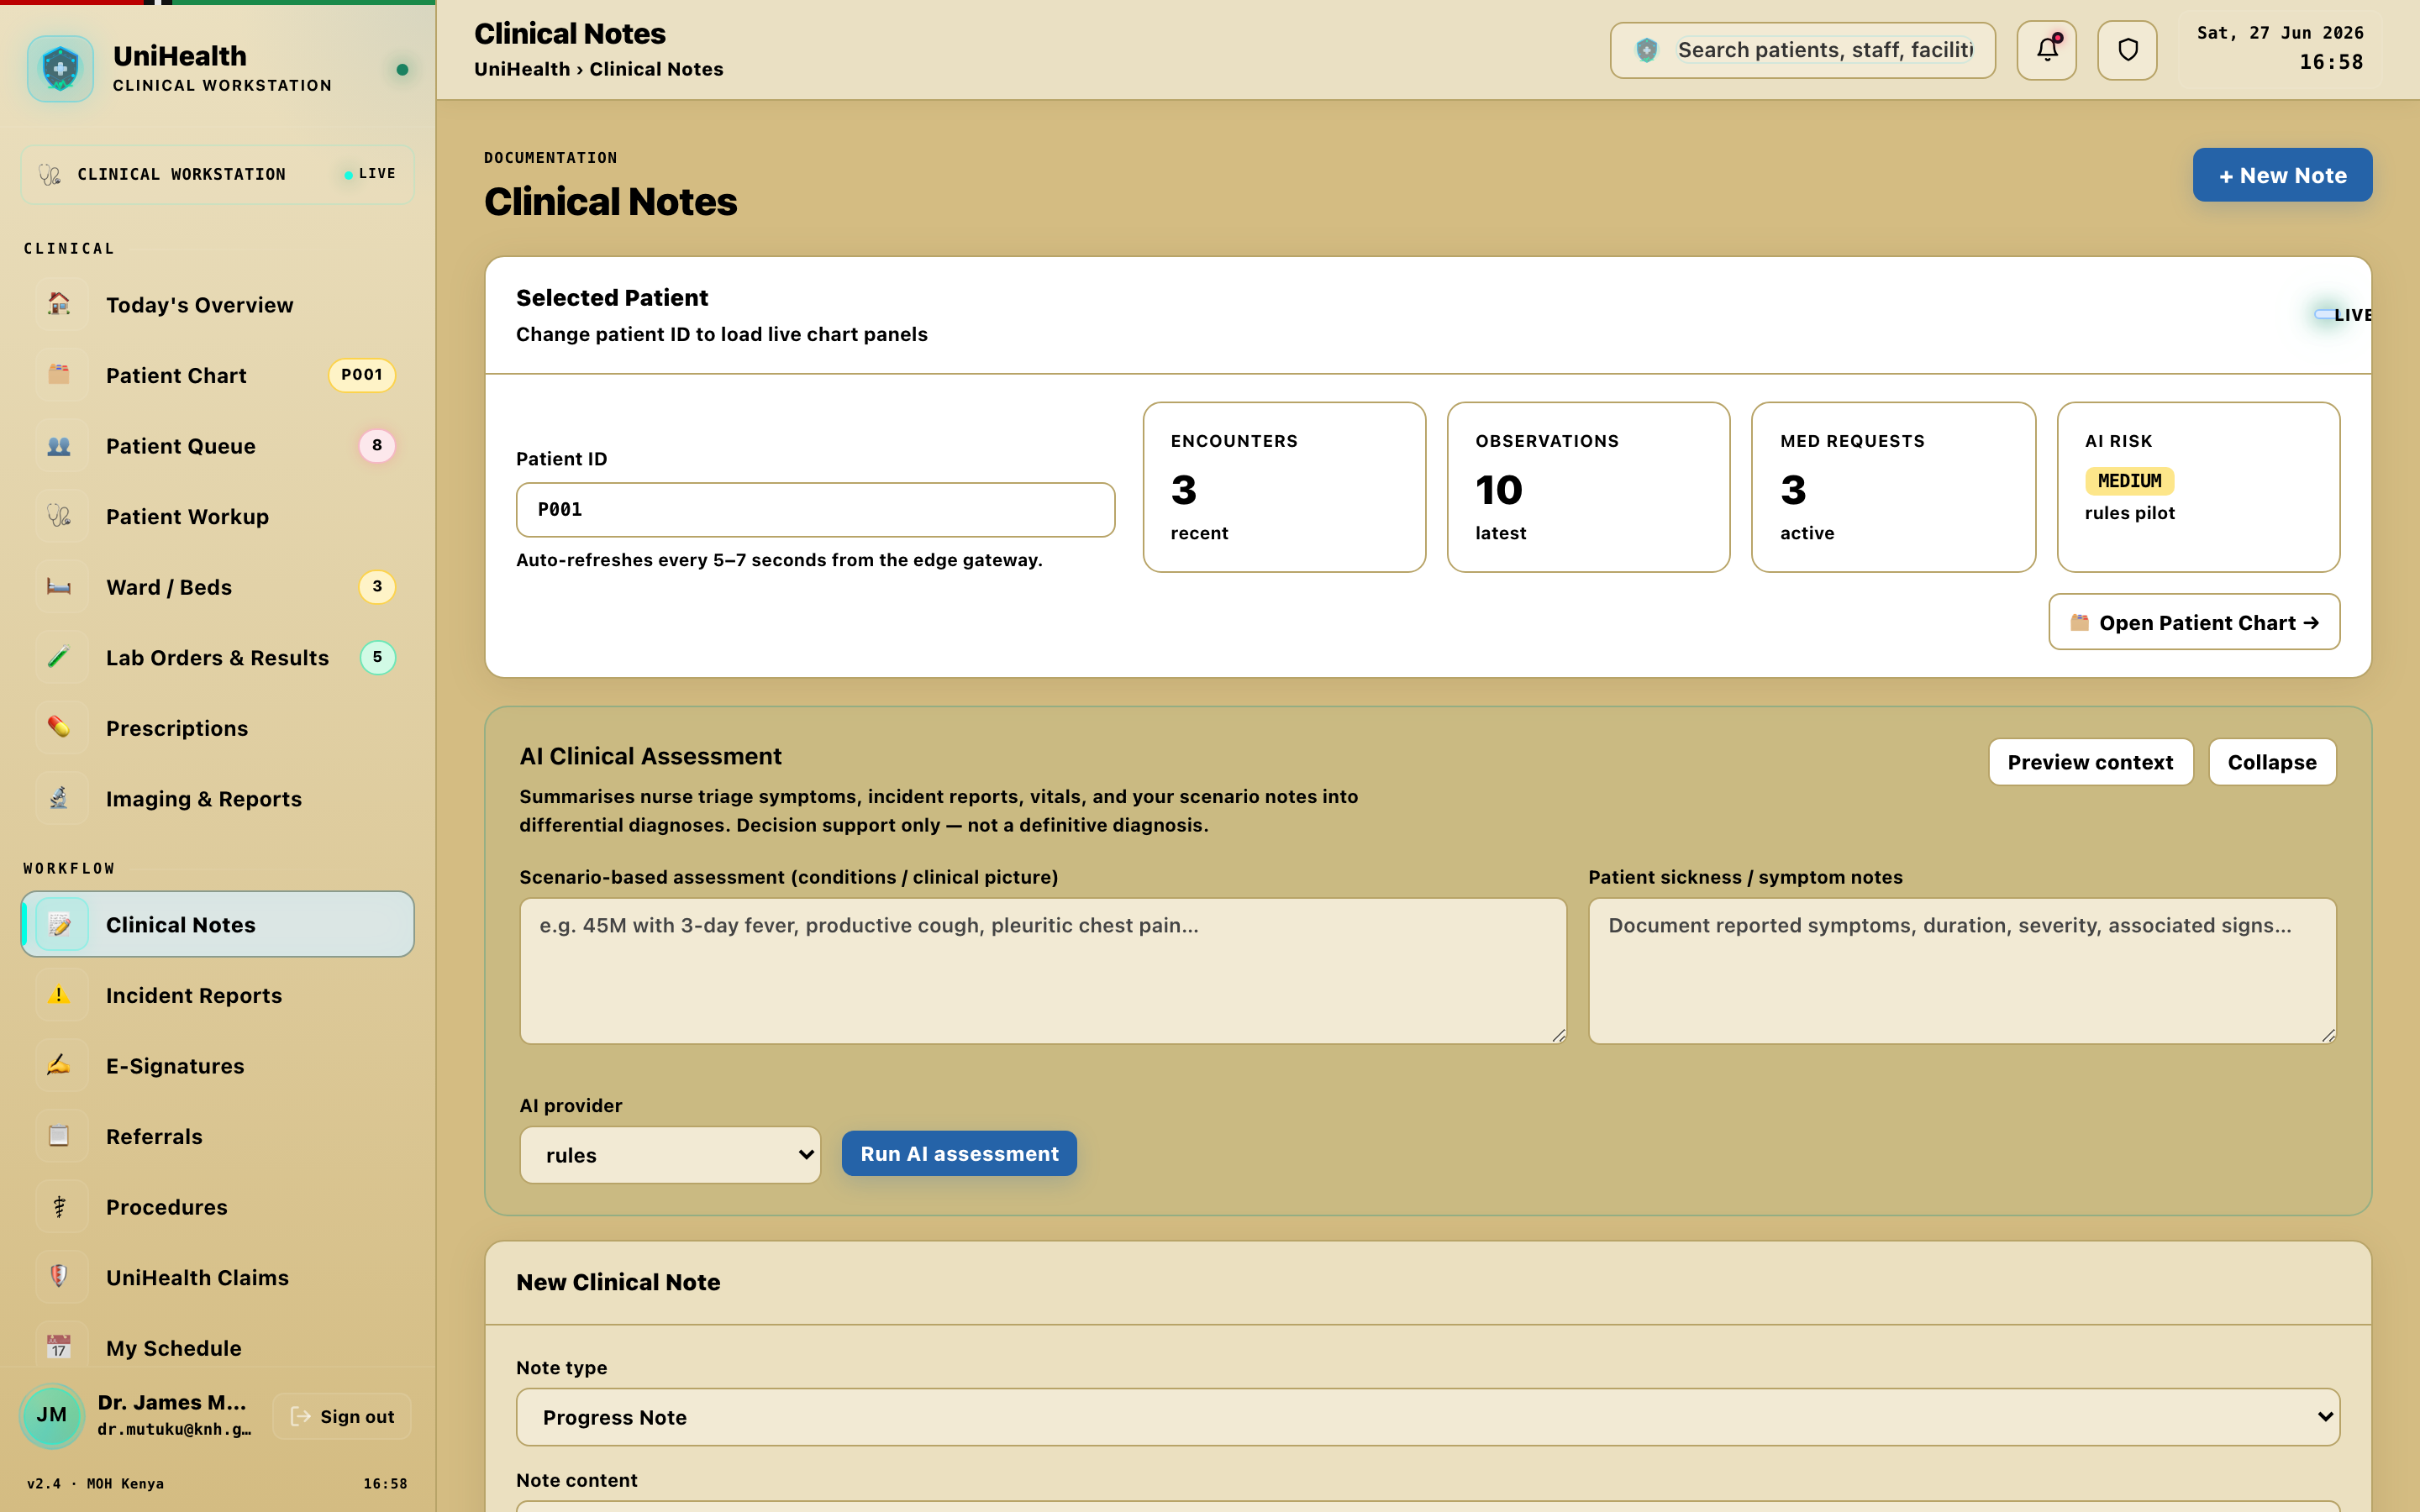 UniHealth
CLINICAL WORKSTATION
CLINICAL WORKSTATION
LIVE
CLINICAL
Today's Overview
Patient Chart
P001
Patient Queue
8
Patient Workup
Ward / Beds
3
Lab Orders & Results
5
Prescriptions
Imaging & Reports
WORKFLOW
Clinical Notes
Incident Reports
E-Signatures
Referrals
Procedures
UniHealth Claims
17
My Schedule
JM
Dr. James M...
dr.mutuku@knh.g…
Sign out
v2.4 · MOH Kenya
16:58
Clinical Notes
UniHealth › Clinical Notes
Search patients, staff, faciliti
Sat, 27 Jun 2026
16:58
DOCUMENTATION
Clinical Notes
+ New Note
Selected Patient
Change patient ID to load live chart panels
LIVE
Patient ID
P001
Auto-refreshes every 5–7 seconds from the edge gateway.
ENCOUNTERS
3
recent
OBSERVATIONS
10
latest
MED REQUESTS
3
active
AI RISK
MEDIUM
rules pilot
Open Patient Chart →
AI Clinical Assessment
Summarises nurse triage symptoms, incident reports, vitals, and your scenario notes into
differential diagnoses. Decision support only — not a definitive diagnosis.
Preview context
Collapse
Scenario-based assessment (conditions / clinical picture)
e.g. 45M with 3-day fever, productive cough, pleuritic chest pain...
Patient sickness / symptom notes
Document reported symptoms, duration, severity, associated signs...
AI provider
rules
Run AI assessment
New Clinical Note
Note type
Progress Note
Note content